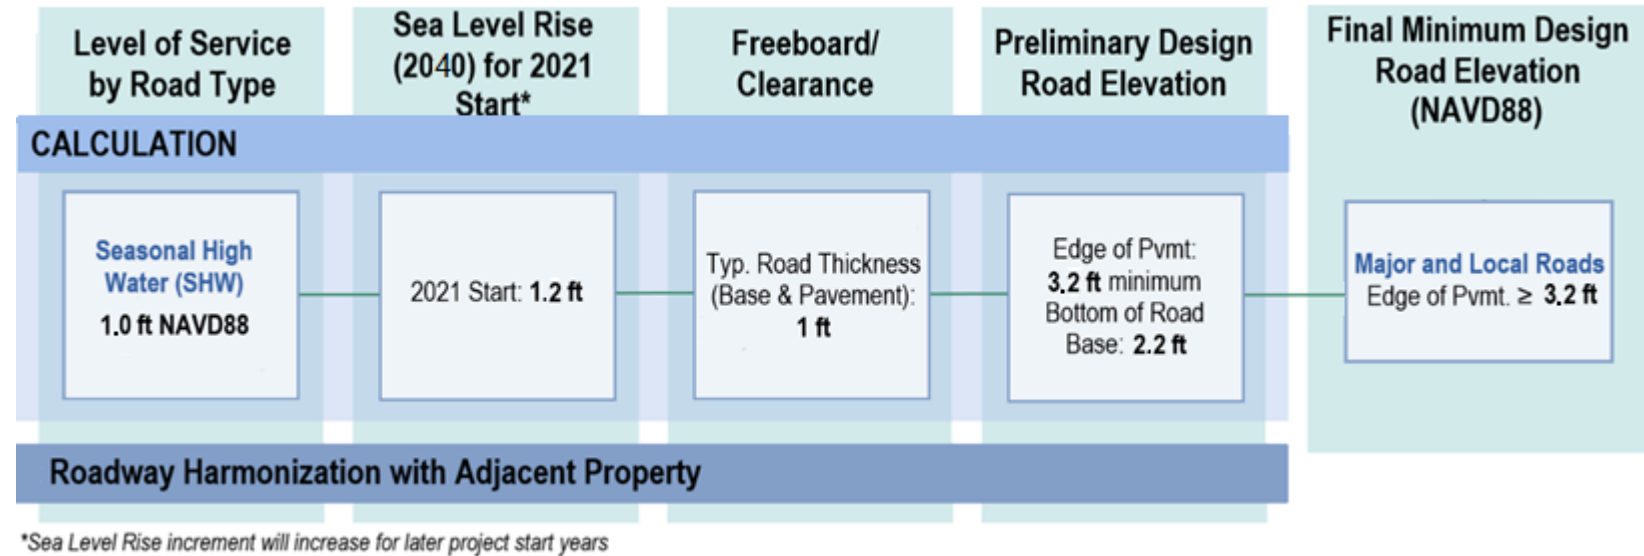 Level of Service
by Road Type
Sea Level Rise
(2040) for 2021
Start*
Freeboard/
Clearance
Preliminary Design
Road Elevation
Final Minimum Design
Road Elevation
(NAVD88)
CALCULATION
Seasonal High
Water (SHW)
1.0 ft NAVD88
2021 Start: 1.2 ft
Typ. Road Thickness
(Base & Pavement):
1 ft
Edge of Pvmt:
3.2 ft minimum
Bottom of Road
Base: 2.2 ft
Major and Local Roads
Edge of Pvmt. ≥ 3.2 ft
Roadway Harmonization with Adjacent Property
*Sea Level Rise increment will increase for later project start years